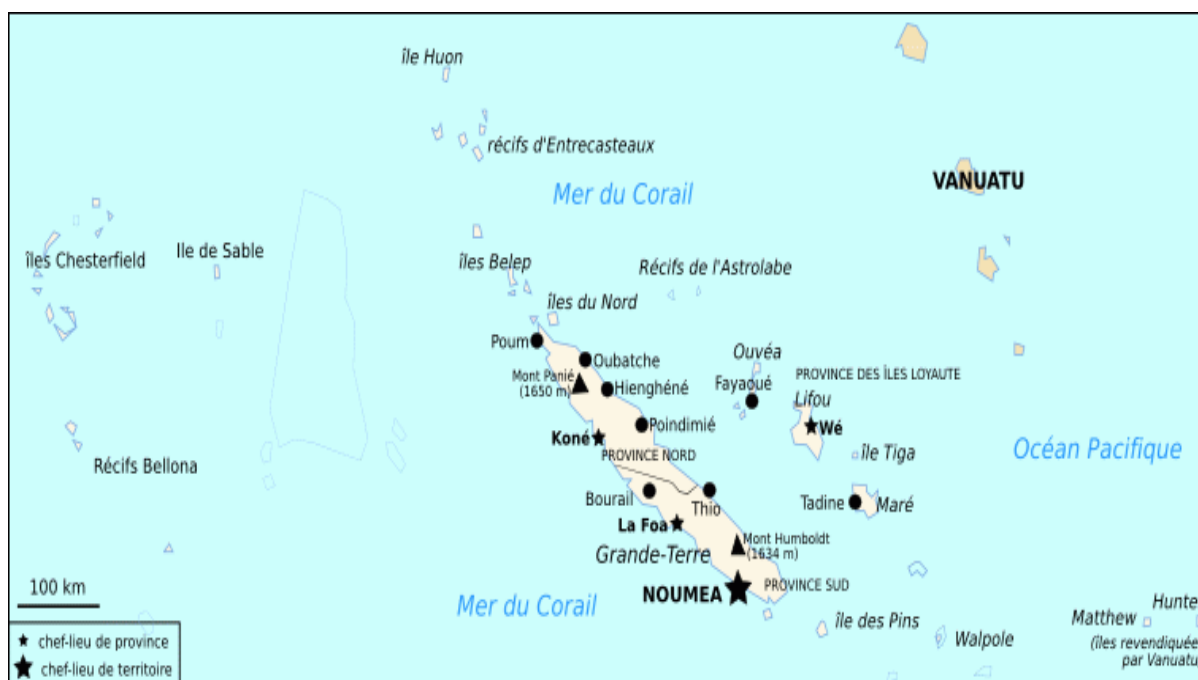 île Huon
récifs d'Entrecasteaux
Mer du Corail
VANUATU
îles Chesterfield
Ile de Sable
îles Belep
Récifs de l'Astrolabe
îles du Nord
Poum
Oubatche
Ouvéa
Mont Panié
(1650 m)
Hienghéné
Fayaoué
PROVINCE DES ÎLES LOYAUTE
Lifou
Poindimié
Wé
Koné
PROVINCE NORD
île Tiga
Océan Pacifique
Récifs Bellona
Bourail
Thio
Tadine
Maré
La Foa
Mont Humboldt
(1634 m)
Grande-Terre
100 km
NOUMEA
PROVINCE SUD
Mer du Corail
île des Pins
Walpole
Hunte
Matthew
(îles revendiquée
par Vanuatu
chef-lieu de province
chef-lieu de territoire